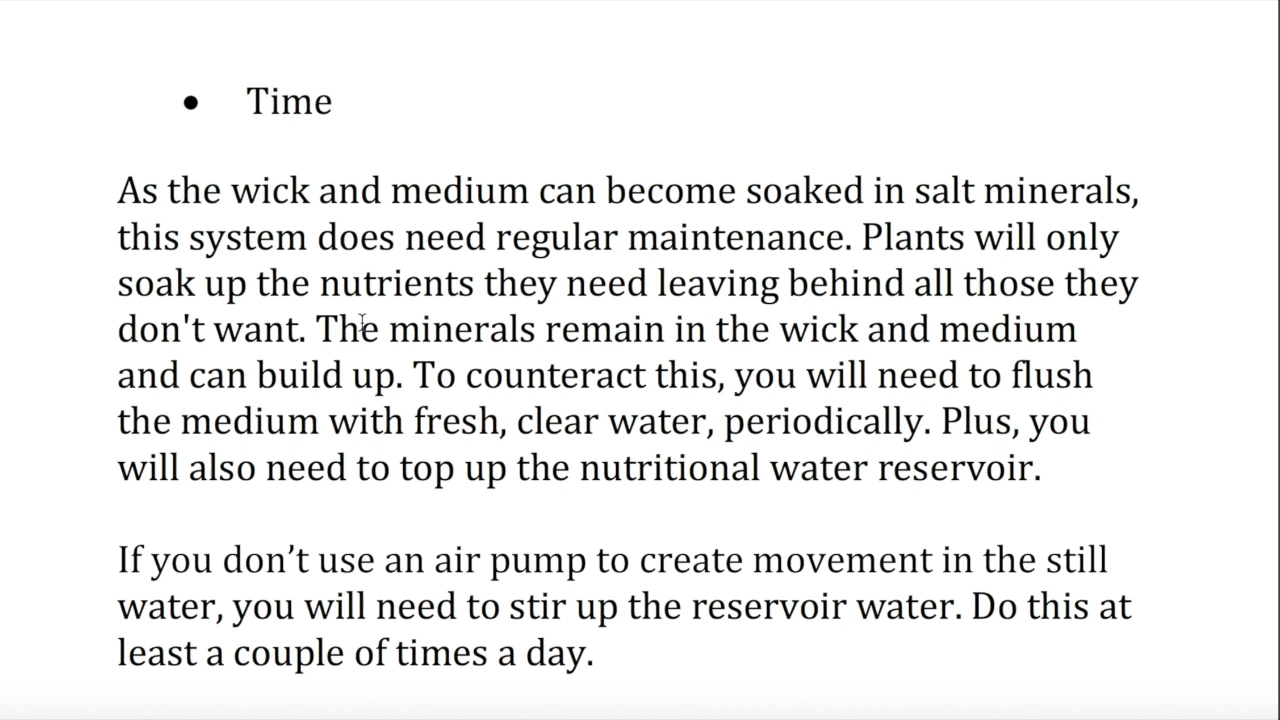 • Time
As the wick and medium can become soaked in salt minerals,
this system does need regular maintenance. Plants will only
soak up the nutrients they need leaving behind all those they
don't want. The minerals remain in the wick and medium
and can build up. To counteract this, you will need to flush
the medium with fresh, clear water, periodically. Plus, you
will also need to top up the nutritional water reservoir.
If you don’t use an air pump to create movement in the still
water, you will need to stir up the reservoir water. Do this at
least a couple of times a day.